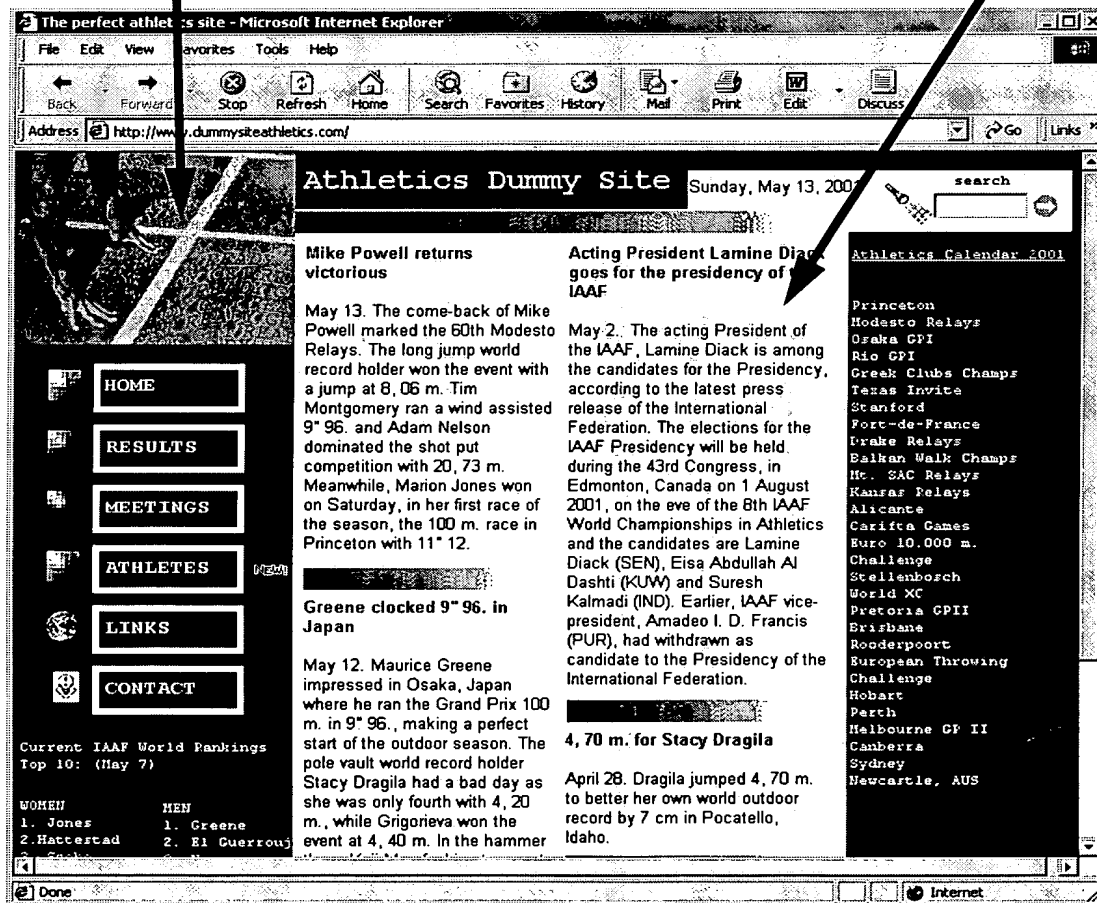 The perfect athletics site - Microsoft Internet Explorer
File Edit View Favorites Tools Help
Back Forward Stop Refresh Home Search Favorites History Mail Print Edit Discuss
Address http://www.dummysiteathletics.com/ Go Links
Athletics Dummy Site
Sunday, May 13, 2001
search
Mike Powell returns
victorious
May 13. The come-back of Mike
Powell marked the 60th Modesto
Relays. The long jump world
record holder won the event with
a jump at 8, 06 m. Tim
Montgomery ran a wind assisted
9" 96. and Adam Nelson
dominated the shot put
competition with 20, 73 m.
Meanwhile, Marion Jones won
on Saturday, in her first race of
the season, the 100 m. race in
Princeton with 11" 12.
Greene clocked 9" 96. in
Japan
May 12. Maurice Greene
impressed in Osaka, Japan
where he ran the Grand Prix 100
m. in 9" 96., making a perfect
start of the outdoor season. The
pole vault world record holder
Stacy Dragila had a bad day as
she was only fourth with 4, 20
m., while Grigorieva won the
event at 4, 40 m. In the hammer
Acting President Lamine Diack
goes for the presidency of the
IAAF
May 2. The acting President of
the IAAF, Lamine Diack is among
the candidates for the Presidency,
according to the latest press
release of the International
Federation. The elections for the
IAAF Presidency will be held
during the 43rd Congress, in
Edmonton, Canada on 1 August
2001, on the eve of the 8th IAAF
World Championships in Athletics
and the candidates are Lamine
Diack (SEN), Eisa Abdullah Al
Dashti (KUW) and Suresh
Kalmadi (IND). Earlier, IAAF vice-
president, Amadeo I. D. Francis
(PUR), had withdrawn as
candidate to the Presidency of the
International Federation.
4, 70 m. for Stacy Dragila
April 28. Dragila jumped 4, 70 m.
to better her own world outdoor
record by 7 cm in Pocatello,
Idaho.
Athletics Calendar 2001
Princeton
Modesto Relays
Osaka GPI
Rio GPI
Greek Clubs Champs
Texas Invite
Stanford
Fort-de-France
Drake Relays
Balkan Walk Champs
Mt. SAC Relays
Kansas Relays
Alicante
Carifta Games
Euro 10.000 m.
Challenge
Stellenbosch
World XC
Pretoria GPII
Brisbane
Rooderpoort
European Throwing
Challenge
Hobart
Perth
Melbourne GP II
Canberra
Sydney
Newcastle, AUS
HOME
RESULTS
MEETINGS
ATHLETES NEW!
LINKS
CONTACT
Current IAAF World Rankings
Top 10: (May 7)
WOMEN MEN
1. Jones 1. Greene
2.Hattestad 2. El Guerrouj
Done Internet